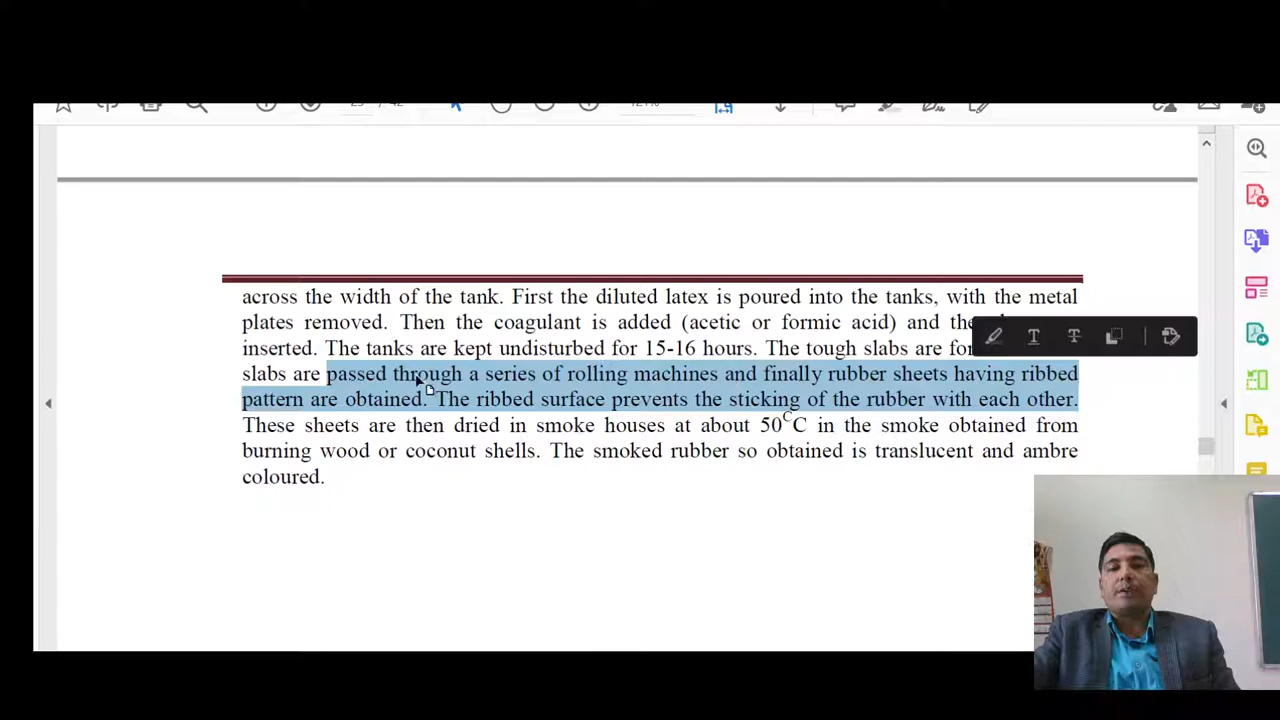 across the width of the tank. First the diluted latex is poured into the tanks, with the metal
plates removed. Then the coagulant is added (acetic or formic acid) and the
inserted. The tanks are kept undisturbed for 15-16 hours. The tough slabs are
slabs are passed through a series of rolling machines and finally rubber sheets having ribbed
pattern are obtained. The ribbed surface prevents the sticking of the rubber with each other.
These sheets are then dried in smoke houses at about 50°C in the smoke obtained from
burning wood or coconut shells. The smoked rubber so obtained is translucent and ambre
coloured.